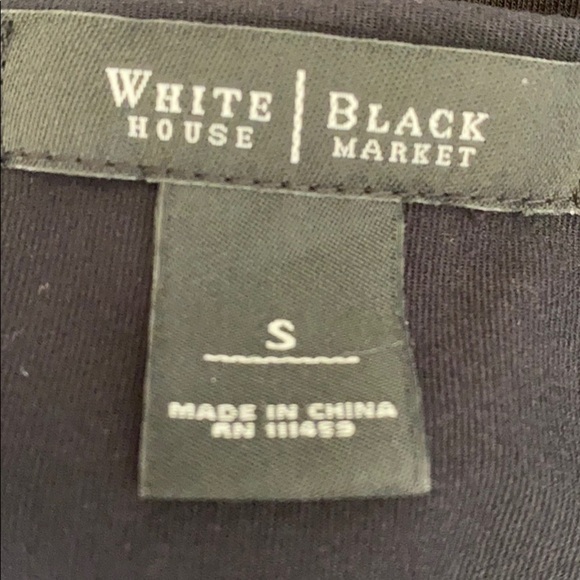 WHITE | BLACK
HOUSE MARKET
S
MADE IN CHINA
RN 111459